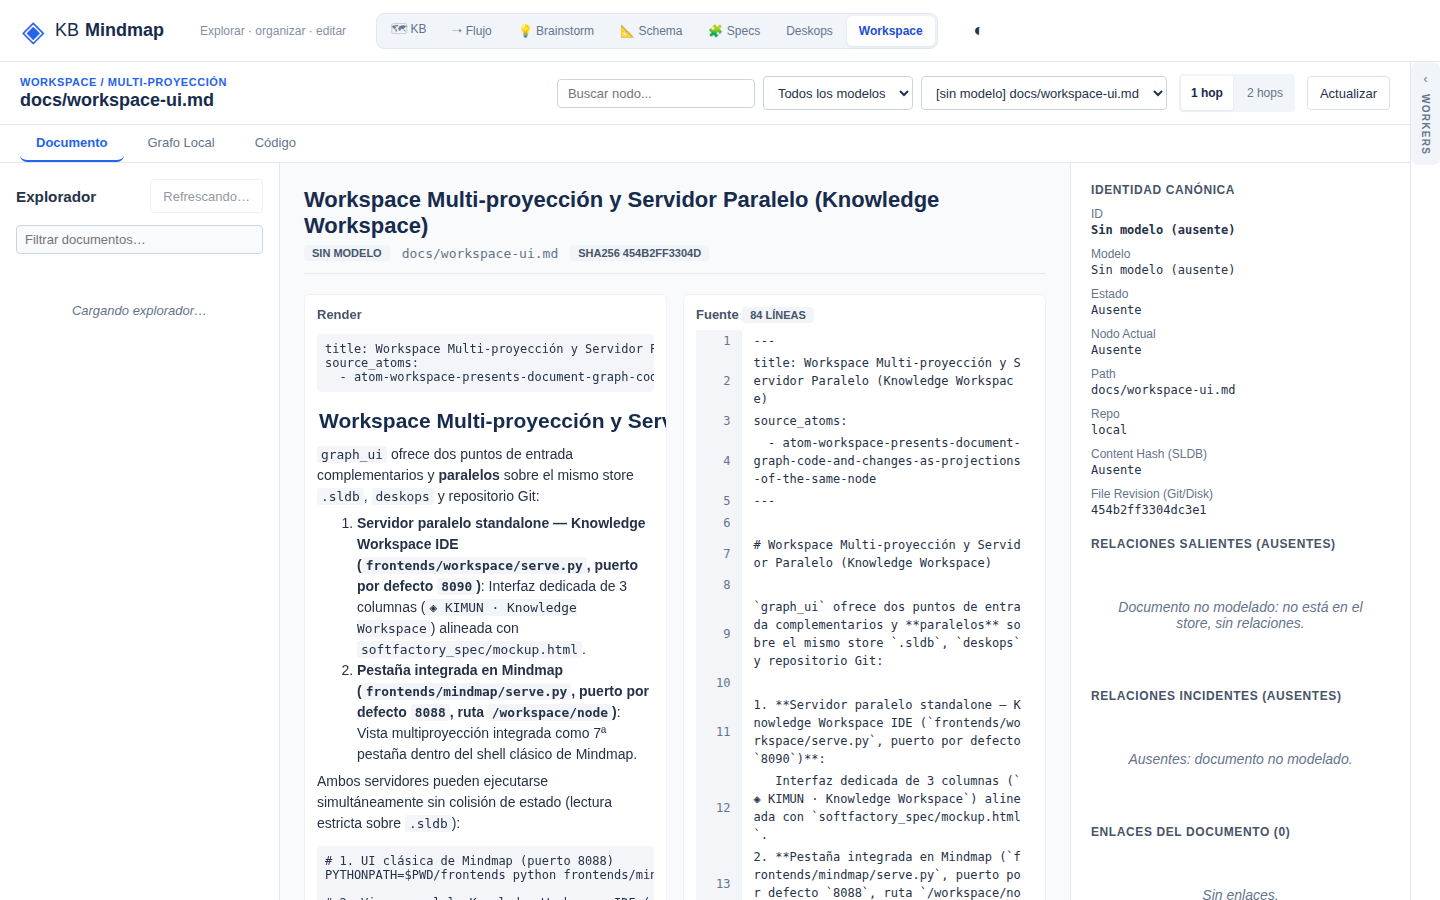 ◈ KB Mindmap
Explorar · organizar · editar
🗺 KB
→ Flujo
💡 Brainstorm
📐 Schema
🧩 Specs
Deskops
Workspace
WORKSPACE / MULTI-PROYECCIÓN
docs/workspace-ui.md
Buscar nodo...
Todos los modelos
[sin modelo] docs/workspace-ui.md
1 hop
2 hops
Actualizar
‹
WORKERS
Documento
Grafo Local
Código
Explorador
Refrescando…
Filtrar documentos…
Cargando explorador…
Workspace Multi-proyección y Servidor Paralelo (Knowledge
Workspace)
SIN MODELO docs/workspace-ui.md SHA256 454B2FF3304D
Render
title: Workspace Multi-proyección y Servidor
source_atoms:
- atom-workspace-presents-document-graph-co
Workspace Multi-proyección y Serv
graph_ui ofrece dos puntos de entrada
complementarios y paralelos sobre el mismo store
.sldb, deskops y repositorio Git:
1. Servidor paralelo standalone — Knowledge
Workspace IDE
(frontends/workspace/serve.py, puerto
por defecto 8090): Interfaz dedicada de 3
columnas (◈ KIMUN · Knowledge
Workspace) alineada con
softfactory_spec/mockup.html.
2. Pestaña integrada en Mindmap
(frontends/mindmap/serve.py, puerto por
defecto 8088, ruta /workspace/node):
Vista multiproyección integrada como 7ª
pestaña dentro del shell clásico de Mindmap.
Ambos servidores pueden ejecutarse
simultáneamente sin colisión de estado (lectura
estricta sobre .sldb):
# 1. UI clásica de Mindmap (puerto 8088)
PYTHONPATH=$PWD/frontends python frontends/min
Fuente 84 LÍNEAS
1 ---
2 title: Workspace Multi-proyección y S
ervidor Paralelo (Knowledge Workspac
e)
3 source_atoms:
4 - atom-workspace-presents-document-
graph-code-and-changes-as-projections
-of-the-same-node
5 ---
6
7 # Workspace Multi-proyección y Servid
or Paralelo (Knowledge Workspace)
8
9 `graph_ui` ofrece dos puntos de entra
da complementarios y **paralelos** so
bre el mismo store `.sldb`, `deskops`
y repositorio Git:
10
11 1. **Servidor paralelo standalone — K
nowledge Workspace IDE (`frontends/wo
rkspace/serve.py`, puerto por defecto
`8090`)**:
12 Interfaz dedicada de 3 columnas (`
◈ KIMUN · Knowledge Workspace`) aline
ada con `softfactory_spec/mockup.html
`.
13 2. **Pestaña integrada en Mindmap (`f
rontends/mindmap/serve.py`, puerto po
r defecto `8088`, ruta `/workspace/no
IDENTIDAD CANÓNICA
ID
Sin modelo (ausente)
Modelo
Sin modelo (ausente)
Estado
Ausente
Nodo Actual
Ausente
Path
docs/workspace-ui.md
Repo
local
Content Hash (SLDB)
Ausente
File Revision (Git/Disk)
454b2ff3304dc3e1
RELACIONES SALIENTES (AUSENTES)
Documento no modelado: no está en el
store, sin relaciones.
RELACIONES INCIDENTES (AUSENTES)
Ausentes: documento no modelado.
ENLACES DEL DOCUMENTO (0)
Sin enlaces.